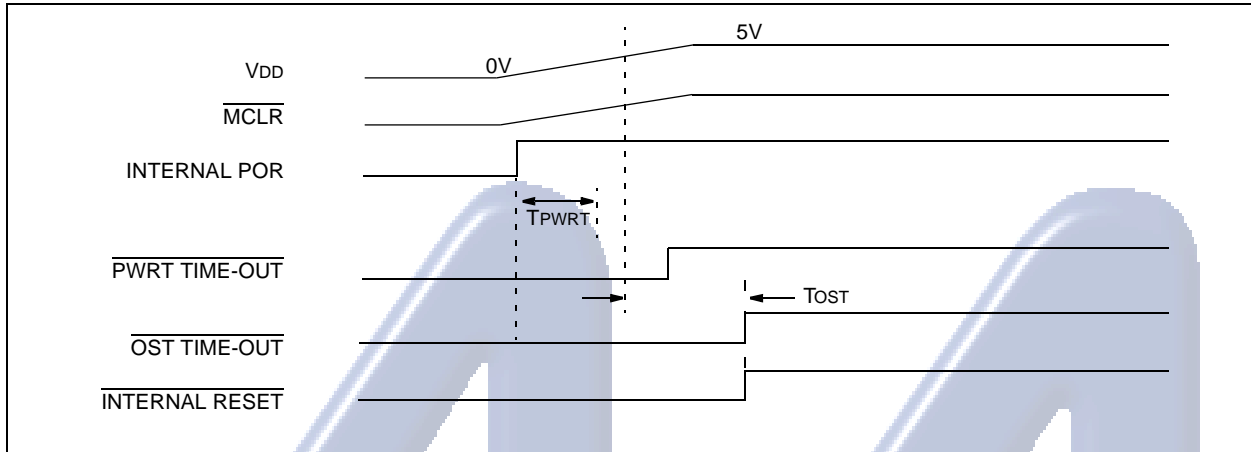 5V
0V
VDD
MCLR
INTERNAL POR
TPWRT
PWRT TIME-OUT
TOST
OST TIME-OUT
INTERNAL RESET